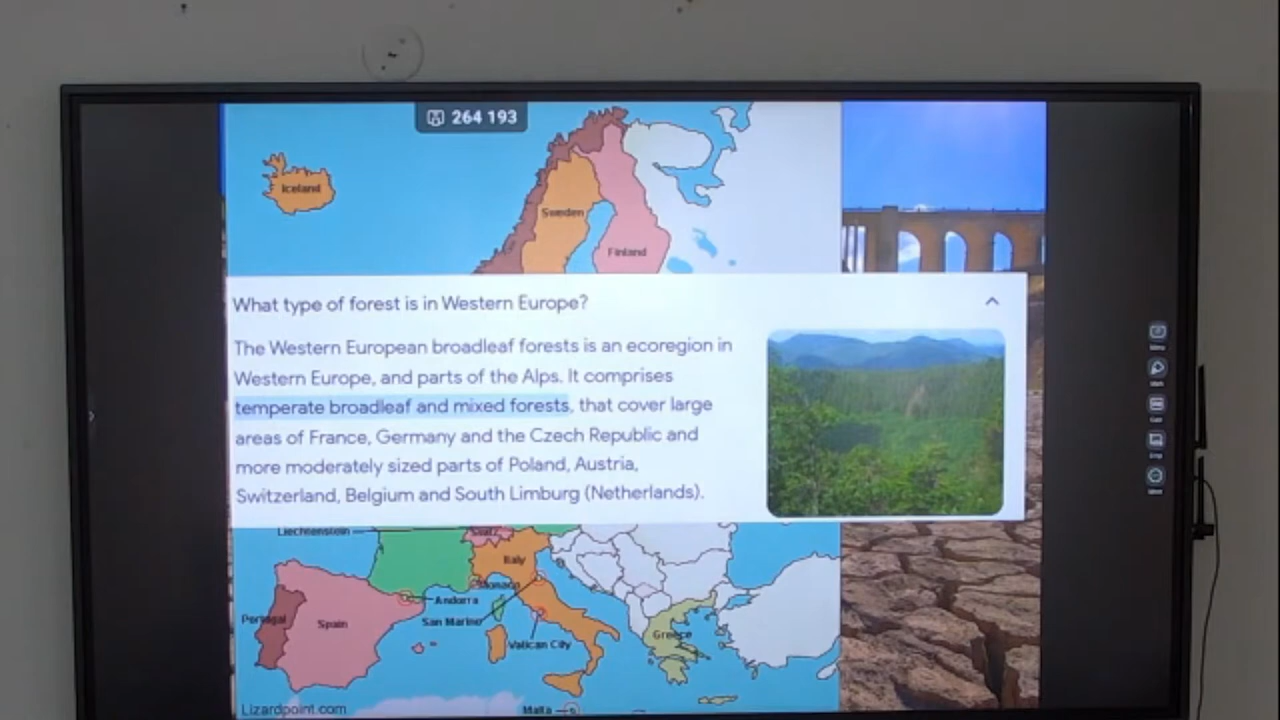 264 193
Iceland
Sweden
Finland
What type of forest is in Western Europe?
The Western European broadleaf forests is an ecoregion in
Western Europe, and parts of the Alps. It comprises
temperate broadleaf and mixed forests, that cover large
areas of France, Germany and the Czech Republic and
more moderately sized parts of Poland, Austria,
Switzerland, Belgium and South Limburg (Netherlands).
Liechtenstein
Italy
Monaco
Andorra
Portugal
Spain
San Marino
Vatican City
Greece
Lizardpoint.com
Malta